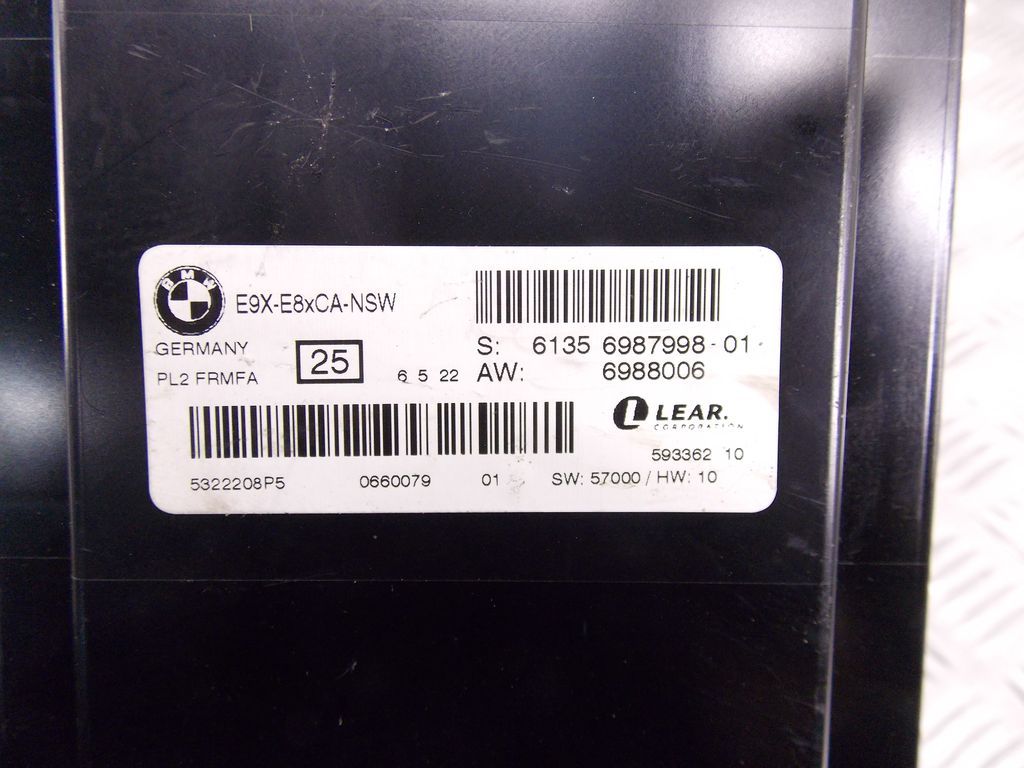 BMW
E9X-E8xCA-NSW
GERMANY
PL2 FRMFA
25
6 5 22
S: 6135 6987998-01
AW: 6988006
L LEAR.
CORPORATION
593362 10
5322208P5 0660079 01 SW: 57000 / HW: 10